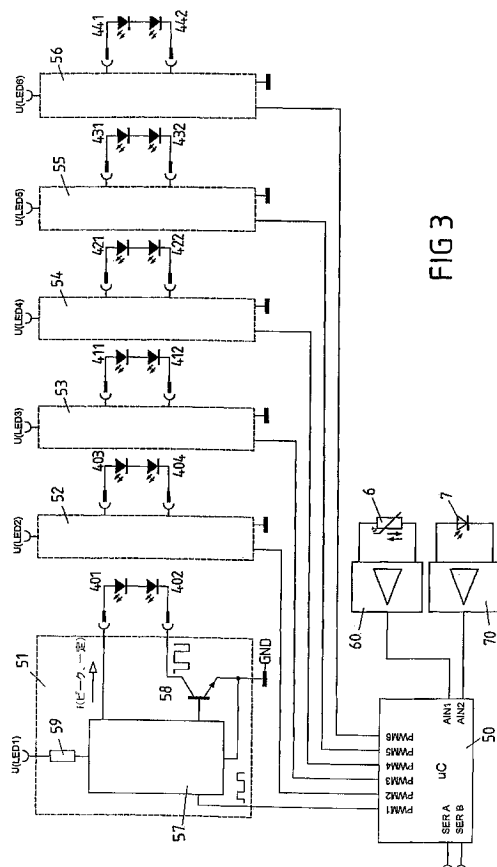 U(LED1)
U(LED2)
U(LED3)
U(LED4)
U(LED5)
U(LED6)
51
59
I(ピーク、一定)
57
58
GND
401
402
52
403
404
53
411
412
54
421
422
55
431
432
56
441
442
PWM1
PWM2
PWM3
PWM4
PWM5
PWM6
uC
SER A
SER B
AIN1
AIN2
50
60
6
70
7
FIG 3